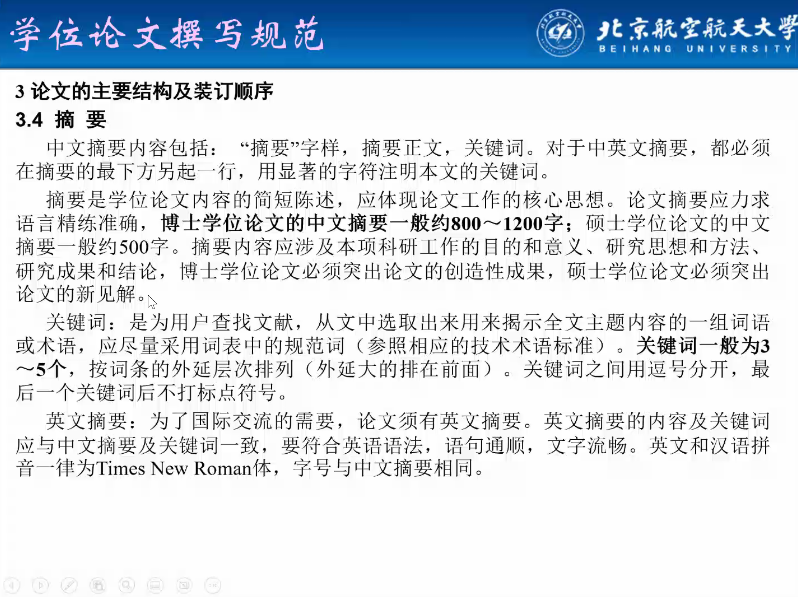 学位论文撰写规范
北京航空航天大学
BEIHANG UNIVERSITY
3 论文的主要结构及装订顺序
3.4 摘 要
中文摘要内容包括： “摘要”字样，摘要正文，关键词。对于中英文摘要，都必须
在摘要的最下方另起一行，用显著的字符注明本文的关键词。
摘要是学位论文内容的简短陈述，应体现论文工作的核心思想。论文摘要应力求
语言精练准确，博士学位论文的中文摘要一般约800～1200字；硕士学位论文的中文
摘要一般约500字。摘要内容应涉及本项科研工作的目的和意义、研究思想和方法、
研究成果和结论，博士学位论文必须突出论文的创造性成果，硕士学位论文必须突出
论文的新见解。
关键词：是为用户查找文献，从文中选取出来用来揭示全文主题内容的一组词语
或术语，应尽量采用词表中的规范词（参照相应的技术术语标准）。关键词一般为3
～5个，按词条的外延层次排列（外延大的排在前面）。关键词之间用逗号分开，最
后一个关键词后不打标点符号。
英文摘要：为了国际交流的需要，论文须有英文摘要。英文摘要的内容及关键词
应与中文摘要及关键词一致，要符合英语语法，语句通顺，文字流畅。英文和汉语拼
音一律为Times New Roman体，字号与中文摘要相同。